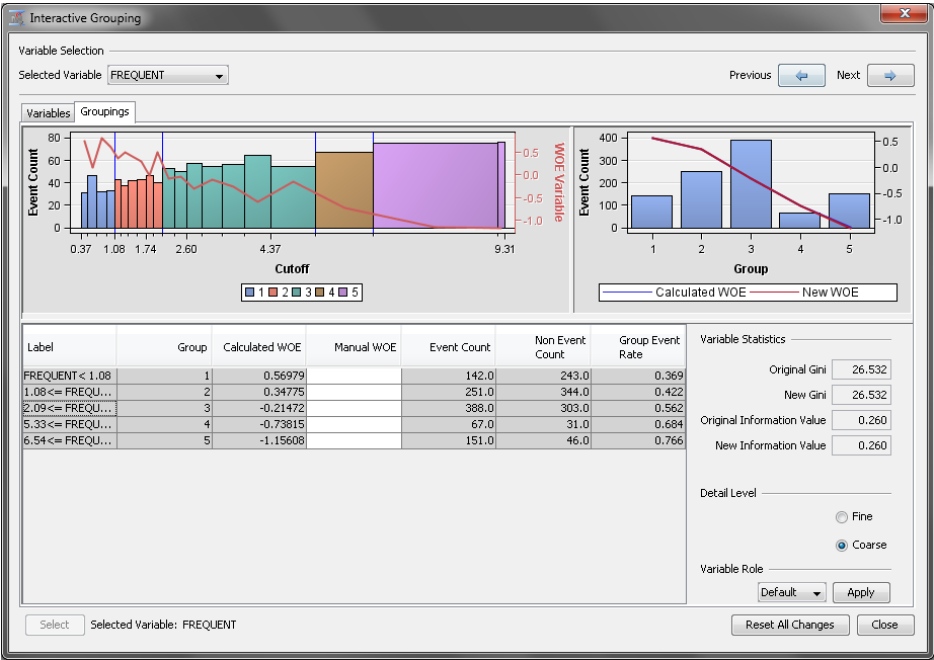 Interactive Grouping
Variable Selection
Selected Variable FREQUENT Previous Next
Variables Groupings
80
60
40
20
0
Event Count
0.5
0.0
-0.5
-1.0
WOE Variable
0.37 1.08 1.74 2.60 4.37 9.31
Cutoff
1 2 3 4 5
400
300
200
100
0
Event Count
0.5
0.0
-0.5
-1.0
1 2 3 4 5
Group
Calculated WOE New WOE
Label Group Calculated WOE Manual WOE Event Count Non Event Count Group Event Rate
FREQUENT< 1.08 1 0.56979 142.0 243.0 0.369
1.08<= FREQU... 2 0.34775 251.0 344.0 0.422
2.09<= FREQU... 3 -0.21472 388.0 303.0 0.562
5.33<= FREQU... 4 -0.73815 67.0 31.0 0.684
6.54<= FREQU... 5 -1.15608 151.0 46.0 0.766
Variable Statistics
Original Gini 26.532
New Gini 26.532
Original Information Value 0.260
New Information Value 0.260
Detail Level
Fine
Coarse
Variable Role
Default Apply
Select Selected Variable: FREQUENT Reset All Changes Close